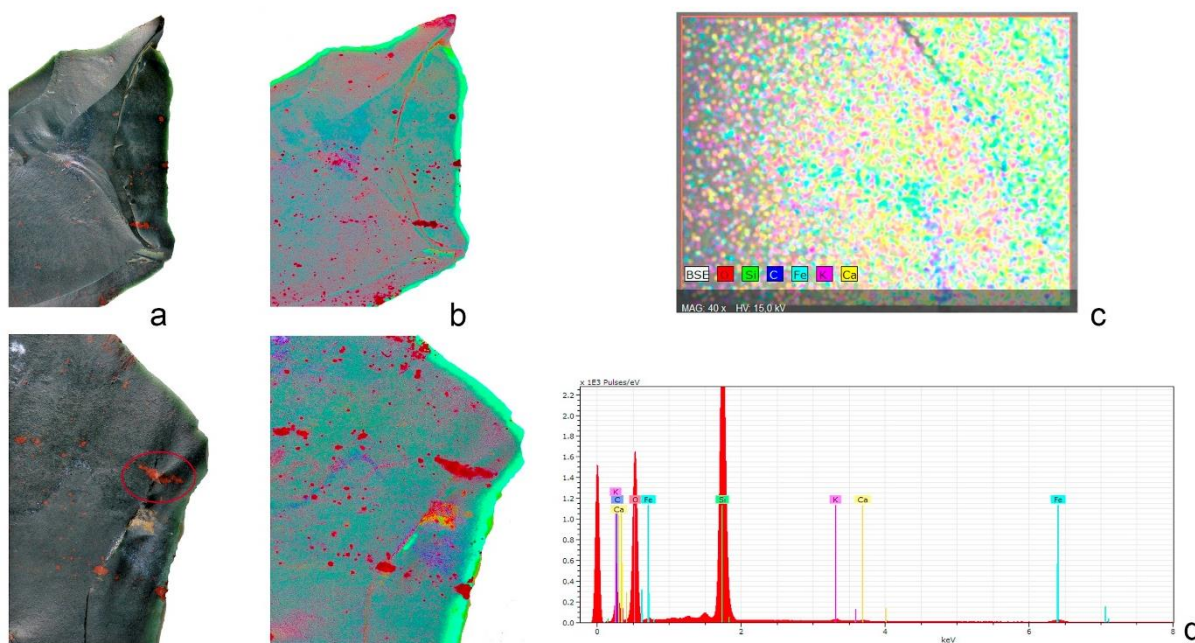 a
b
BSE O Si C Fe K Ca
MAG: 40 x HV: 15,0 kV
c
x 1E3 Pulses/eV
2.2
2.0
1.8
1.6
1.4
1.2
1.0
0.8
0.6
0.4
0.2
0.0
K
C
Ca
O
Fe
Si
K
Ca
Fe
0
2
4
6
8
keV
d